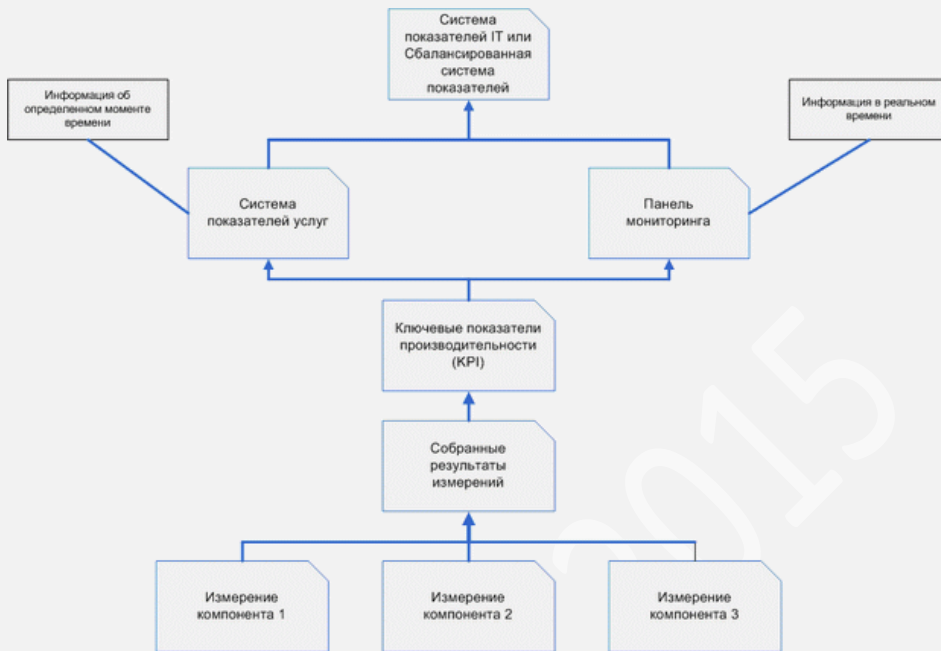 Система
показателей IT или
Сбалансированная
система
показателей
Информация об
определенном моменте
времени
Информация в реальном
времени
Система
показателей услуг
Панель
мониторинга
Ключевые показатели
производительности
(KPI)
Собранные
результаты
измерений
Измерение
компонента 1
Измерение
компонента 2
Измерение
компонента 3
2015